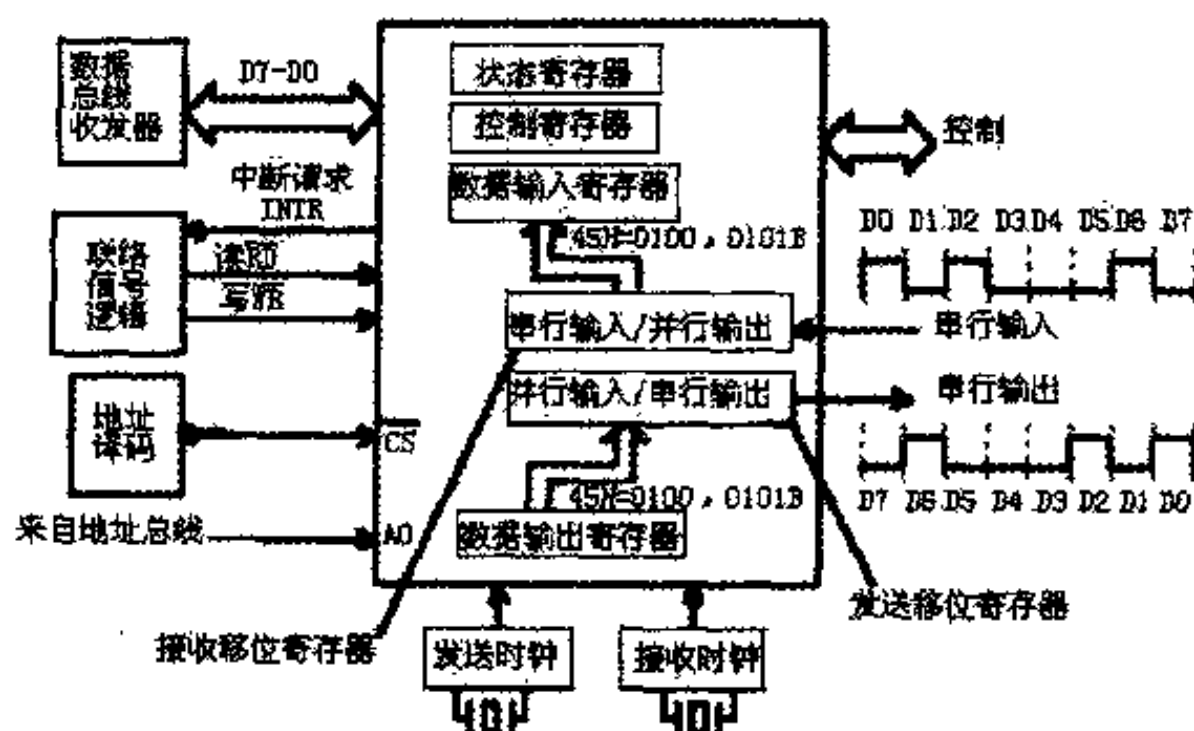 数据
总线
收发器
D7-D0
状态寄存器
控制寄存器
数据输入寄存器
控制
中断请求
INTR
联络
信号
逻辑
读RD
写WR
45H=0100，0101B
D0 D1 D2 D3 D4 D5 D6 D7
串行输入/并行输出
串行输入
并行输入/串行输出
串行输出
地址
译码
CS
45H=0100，0101B
D7 D6 D5 D4 D3 D2 D1 D0
来自地址总线
A0
数据输出寄存器
发送移位寄存器
接收移位寄存器
发送时钟
接收时钟